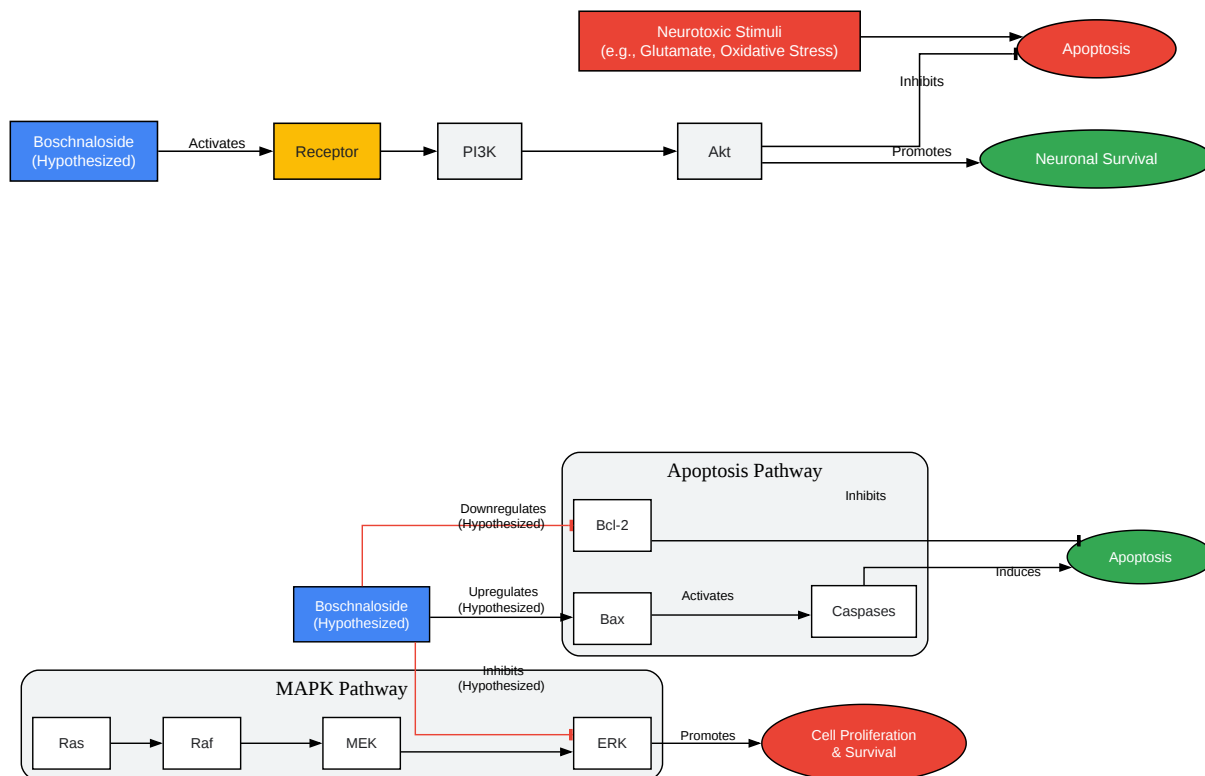 Neurotoxic Stimuli
(e.g., Glutamate, Oxidative Stress)
Apoptosis
Inhibits
Boschnaloside
(Hypothesized)
Activates
Receptor
PI3K
Akt
Promotes
Neuronal Survival
Apoptosis Pathway
Downregulates
(Hypothesized)
Bcl-2
Inhibits
Apoptosis
Induces
Boschnaloside
(Hypothesized)
Upregulates
(Hypothesized)
Bax
Activates
Caspases
Inhibits
(Hypothesized)
MAPK Pathway
Ras
Raf
MEK
ERK
Promotes
Cell Proliferation
& Survival